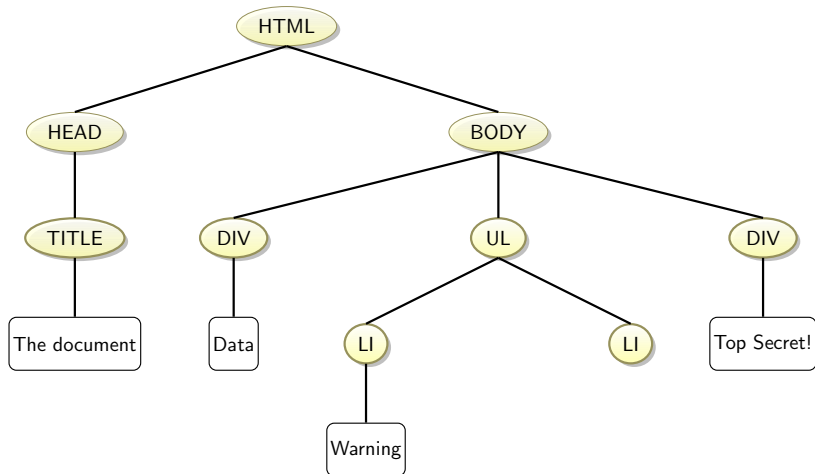 HTML
HEAD
BODY
TITLE
DIV
UL
DIV
The document
Data
LI
LI
Top Secret!
Warning